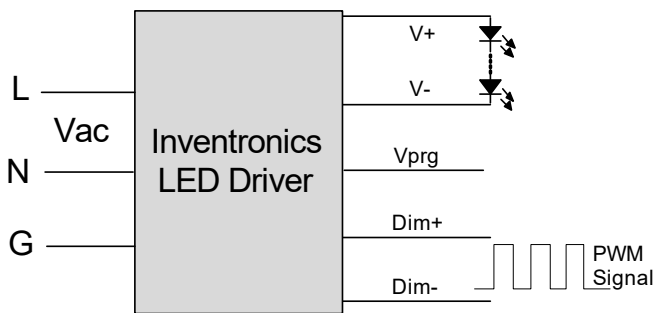 L
Vac
N
G
Inventronics
LED Driver
V+
V-
Vprg
Dim+
Dim-
PWM
Signal